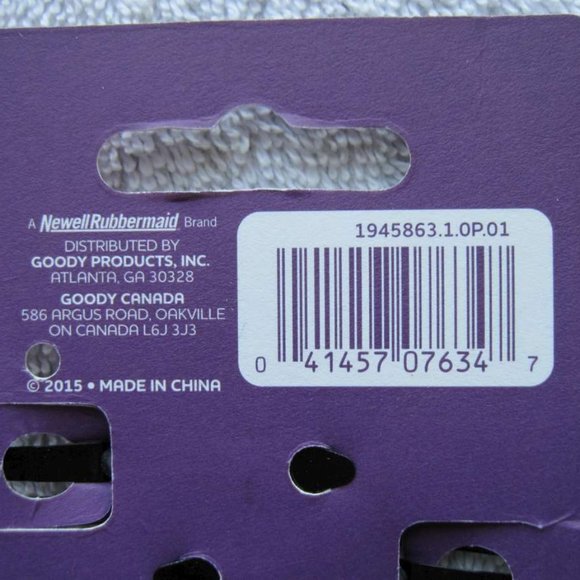 A NewellRubbermaid Brand
DISTRIBUTED BY
GOODY PRODUCTS, INC.
ATLANTA, GA 30328
GOODY CANADA
586 ARGUS ROAD, OAKVILLE
ON CANADA L6J 3J3
© 2015 • MADE IN CHINA
1945863.1.0P.01
0 41457 07634 7